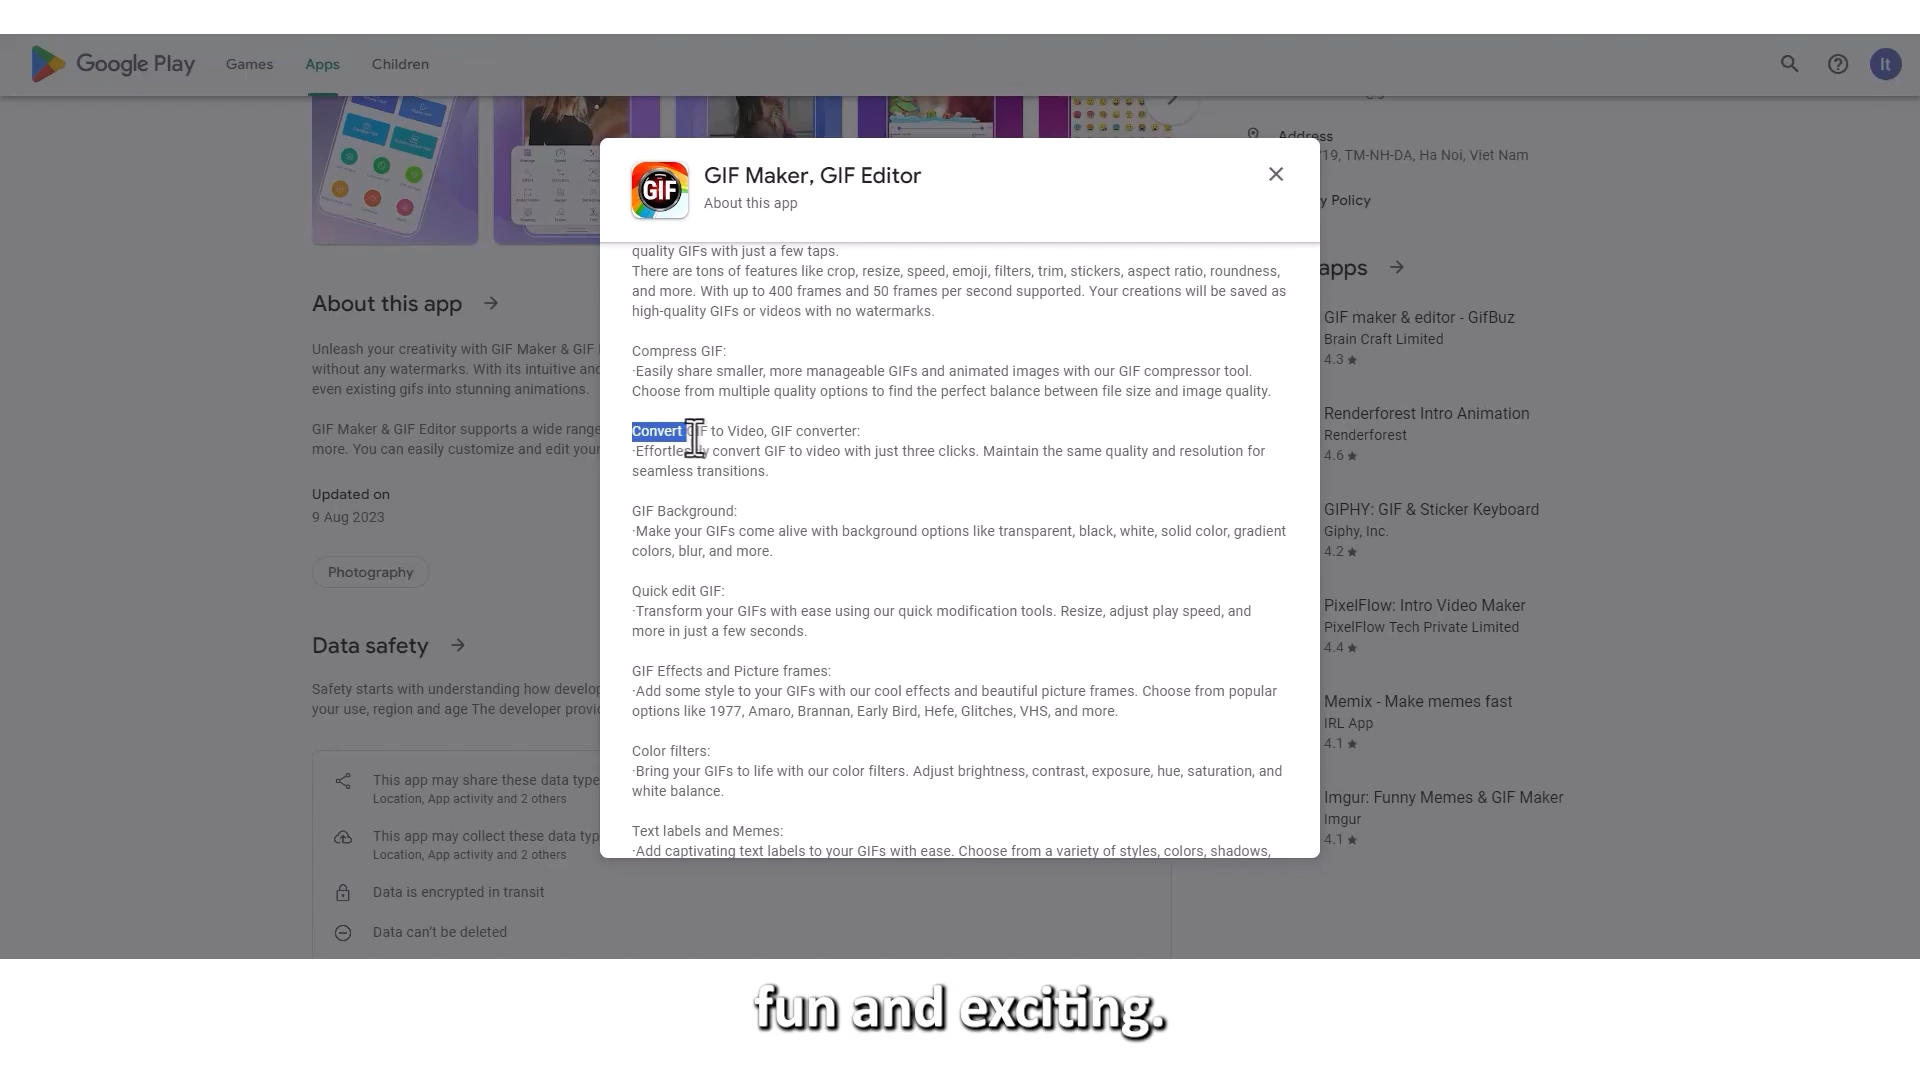 Google Play Games Apps Children It
Address
19, TM-NH-DA, Ha Noi, Viet Nam
y Policy
GIF
GIF Maker, GIF Editor
About this app
quality GIFs with just a few taps.
There are tons of features like crop, resize, speed, emoji, filters, trim, stickers, aspect ratio, roundness,
and more. With up to 400 frames and 50 frames per second supported. Your creations will be saved as
high-quality GIFs or videos with no watermarks.
Compress GIF:
·Easily share smaller, more manageable GIFs and animated images with our GIF compressor tool.
Choose from multiple quality options to find the perfect balance between file size and image quality.
Convert GIF to Video, GIF converter:
·Effortlessly convert GIF to video with just three clicks. Maintain the same quality and resolution for
seamless transitions.
GIF Background:
·Make your GIFs come alive with background options like transparent, black, white, solid color, gradient
colors, blur, and more.
Quick edit GIF:
·Transform your GIFs with ease using our quick modification tools. Resize, adjust play speed, and
more in just a few seconds.
GIF Effects and Picture frames:
·Add some style to your GIFs with our cool effects and beautiful picture frames. Choose from popular
options like 1977, Amaro, Brannan, Early Bird, Hefe, Glitches, VHS, and more.
Color filters:
·Bring your GIFs to life with our color filters. Adjust brightness, contrast, exposure, hue, saturation, and
white balance.
Text labels and Memes:
·Add captivating text labels to your GIFs with ease. Choose from a variety of styles, colors, shadows,
About this app
Unleash your creativity with GIF Maker & GIF
without any watermarks. With its intuitive and
even existing gifs into stunning animations.
GIF Maker & GIF Editor supports a wide range
more. You can easily customize and edit your
Updated on
9 Aug 2023
Photography
Data safety
Safety starts with understanding how develop
your use, region and age The developer provi
This app may share these data type
Location, App activity and 2 others
This app may collect these data typ
Location, App activity and 2 others
Data is encrypted in transit
Data can't be deleted
apps
GIF maker & editor - GifBuz
Brain Craft Limited
4.3
Renderforest Intro Animation
Renderforest
4.6
GIPHY: GIF & Sticker Keyboard
Giphy, Inc.
4.2
PixelFlow: Intro Video Maker
PixelFlow Tech Private Limited
4.4
Memix - Make memes fast
IRL App
4.1
Imgur: Funny Memes & GIF Maker
Imgur
4.1
fun and exciting.